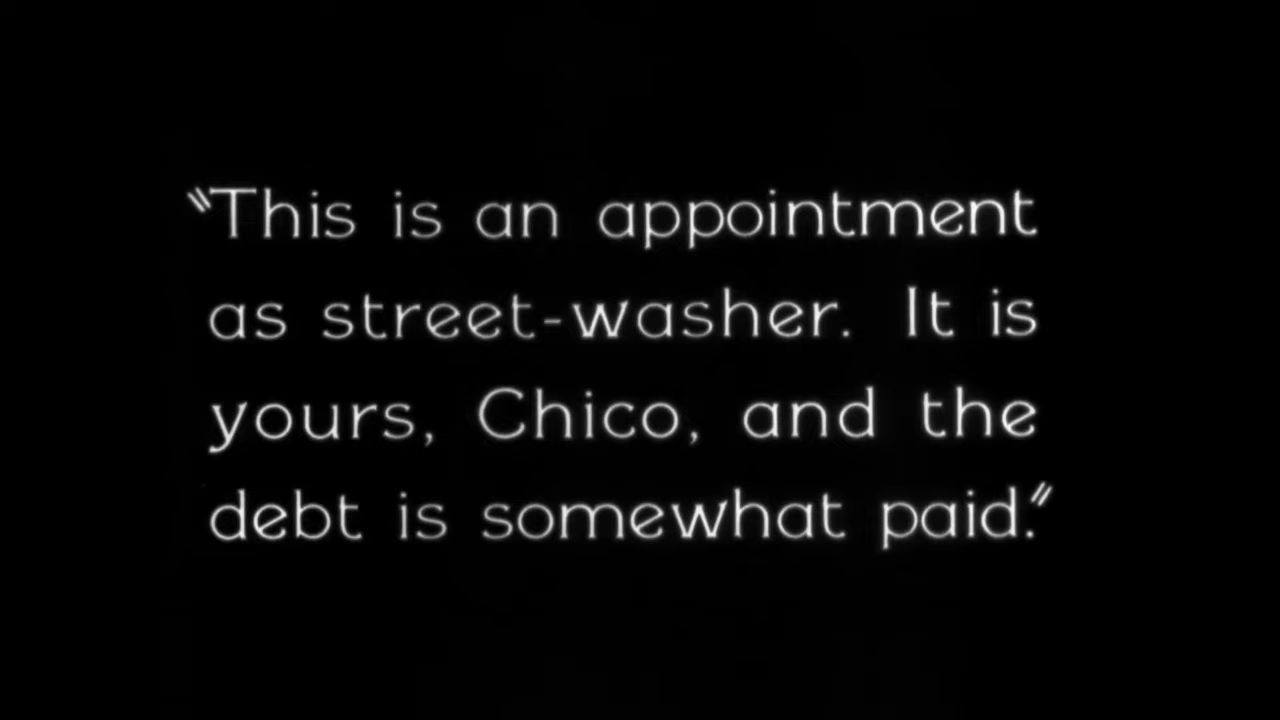 "This is an appointment
as street-washer. It is
yours, Chico, and the
debt is somewhat paid."